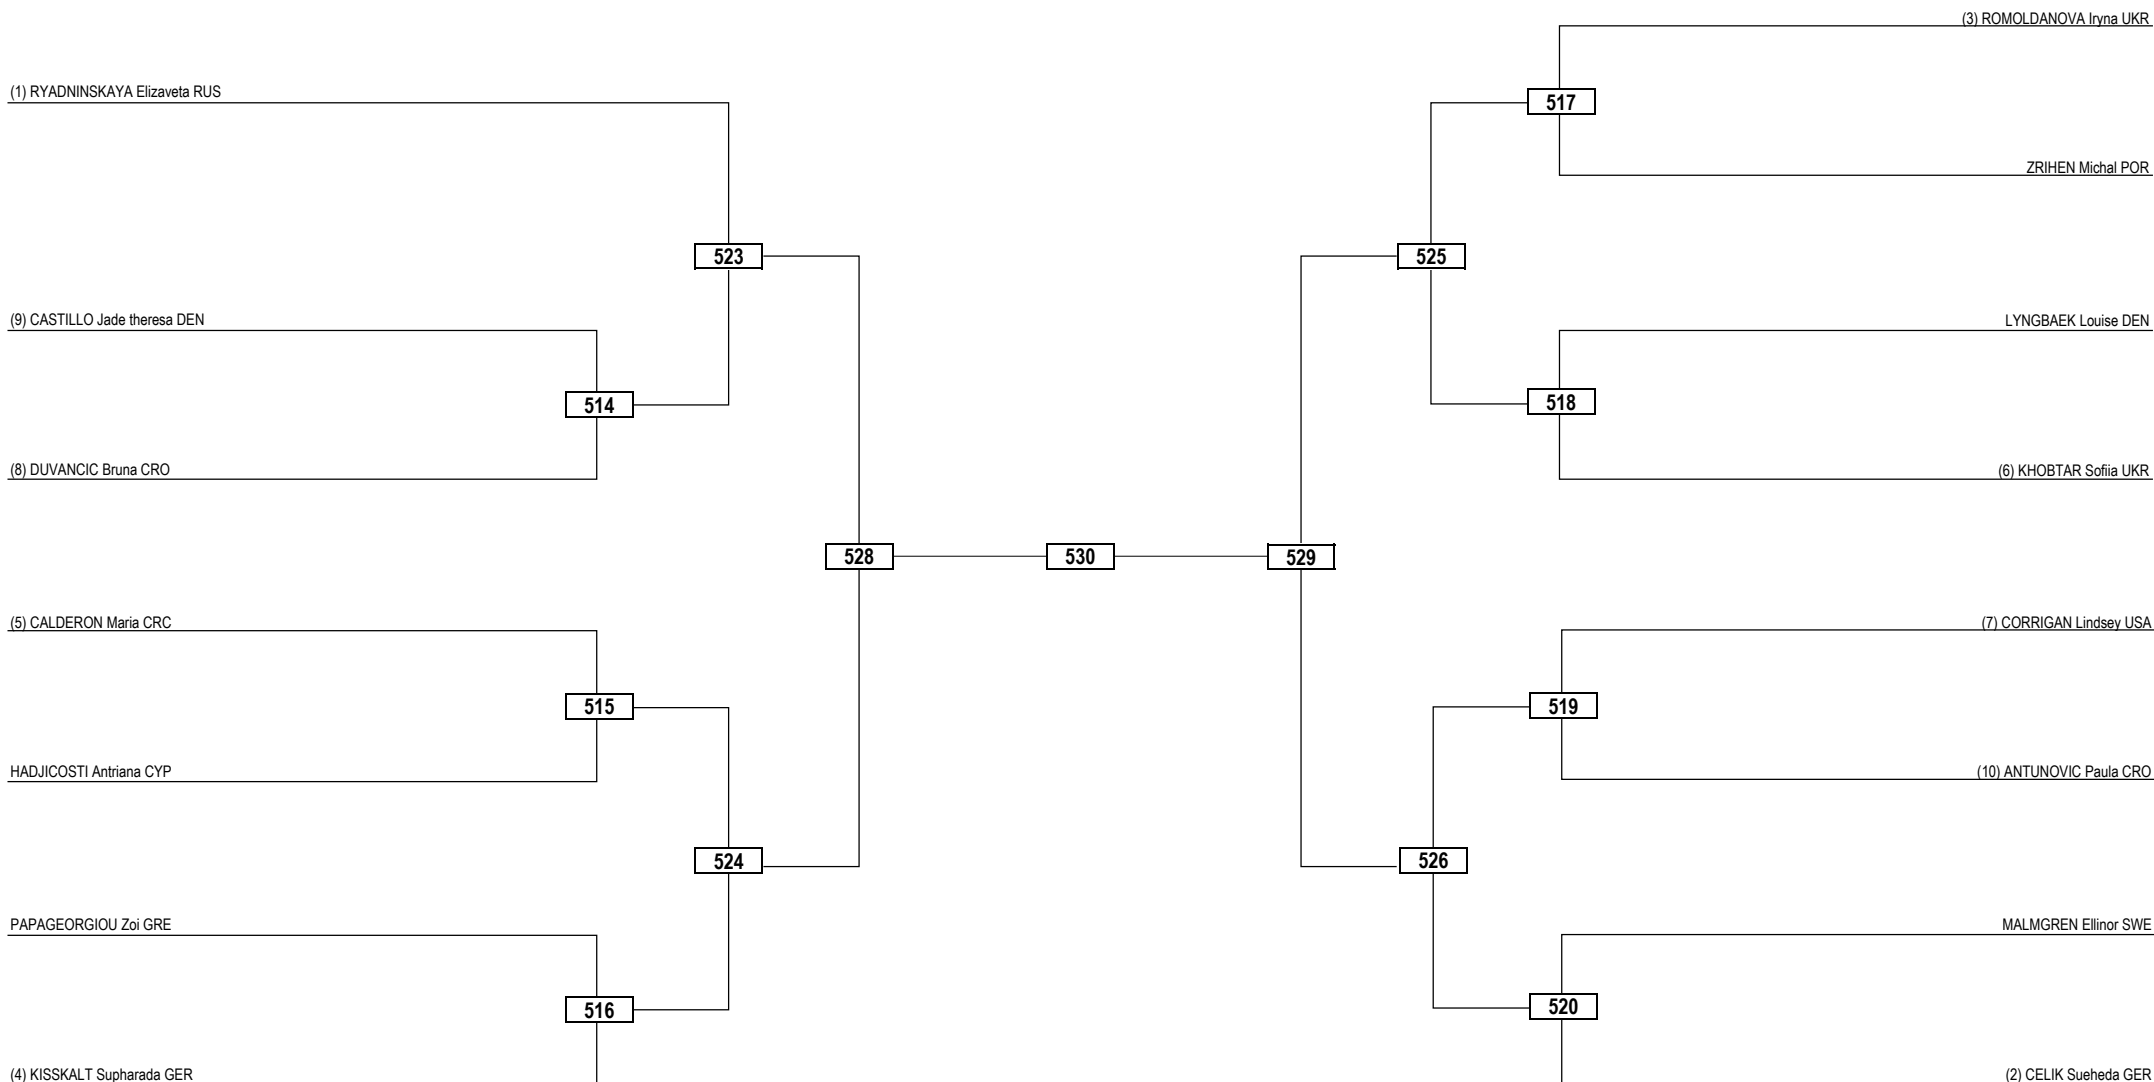 (3) ROMOLDANOVA Iryna UKR
(1) RYADNINSKAYA Elizaveta RUS
517
ZRIHEN Michal POR
523
525
(9) CASTILLO Jade theresa DEN
LYNGBAEK Louise DEN
514
518
(8) DUVANCIC Bruna CRO
(6) KHOBTAR Sofiia UKR
528
530
529
(5) CALDERON Maria CRC
(7) CORRIGAN Lindsey USA
515
519
HADJICOSTI Antriana CYP
(10) ANTUNOVIC Paula CRO
524
526
PAPAGEORGIOU Zoi GRE
MALMGREN Ellinor SWE
516
520
(4) KISSKALT Supharada GER
(2) CELIK Sueheda GER